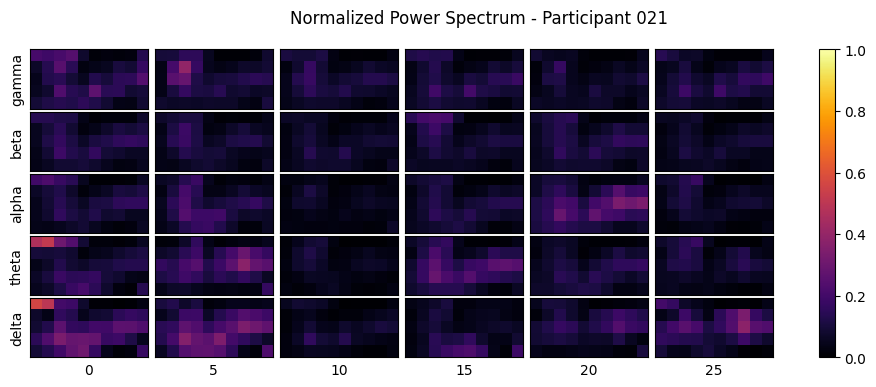 Normalized Power Spectrum - Participant 021
gamma
beta
alpha
theta
delta
0 5 10 15 20 25
1.0
0.8
0.6
0.4
0.2
0.0